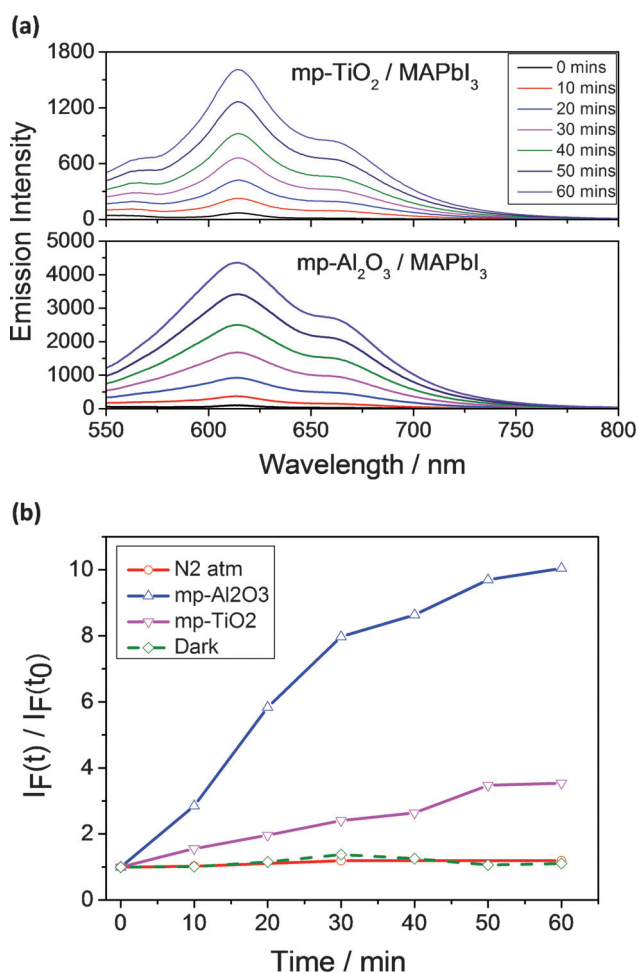 (a)
1800
1500
1200
900
600
300
0
mp-TiO2 / MAPbI3
0 mins
10 mins
20 mins
30 mins
40 mins
50 mins
60 mins
5000
4000
3000
2000
1000
0
mp-Al2O3 / MAPbI3
Emission Intensity
550 600 650 700 750 800
Wavelength / nm
(b)
10
8
6
4
2
0
N2 atm
mp-Al2O3
mp-TiO2
Dark
IF(t) / IF(t0)
0 10 20 30 40 50 60
Time / min